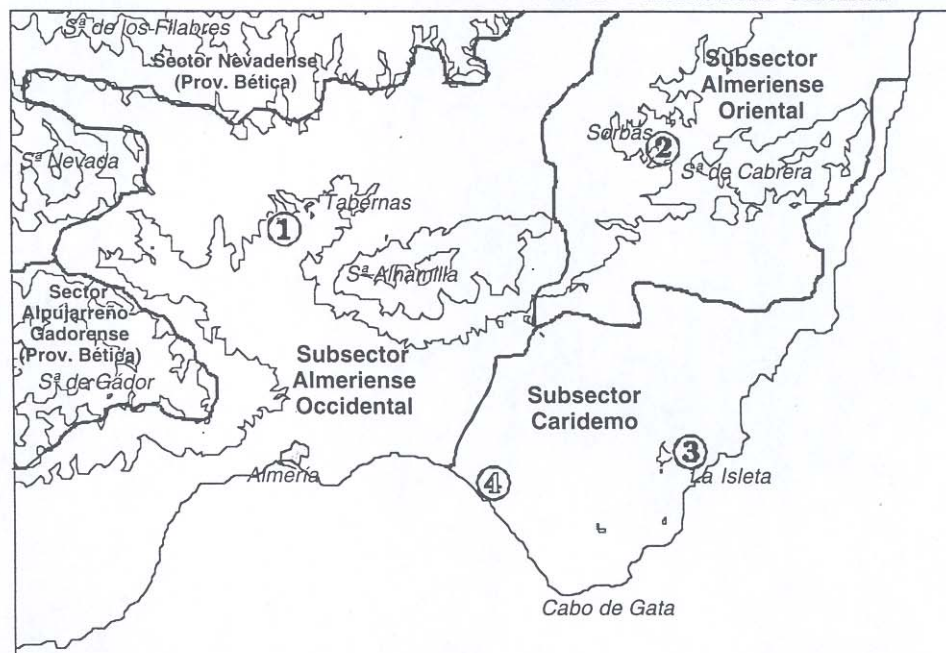 Sª de los Filabres
Sector Nevadense
(Prov. Bética)
Subsector
Almeriense
Oriental
Sorbas
2
Sª de Cabrera
Sª Nevada
Tabernas
1
Sª Alhamilla
Sector
Alpujarreño
Gadorense
(Prov. Bética)
Sª de Gádor
Subsector
Almeriense
Occidental
Subsector
Caridemo
3
La Isleta
Almería
4
Cabo de Gata